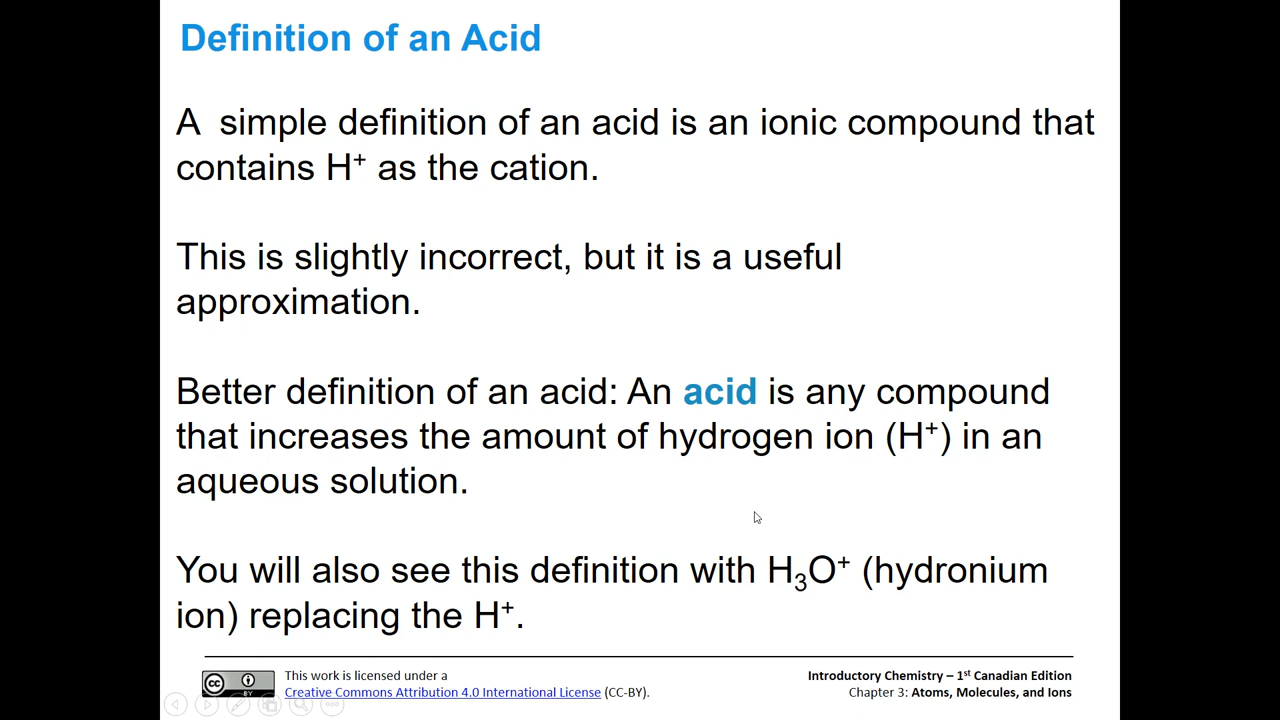 Definition of an Acid
A  simple definition of an acid is an ionic compound that
contains H⁺ as the cation.
This is slightly incorrect, but it is a useful
approximation.
Better definition of an acid: An acid is any compound
that increases the amount of hydrogen ion (H⁺) in an
aqueous solution.
You will also see this definition with H₃O⁺ (hydronium
ion) replacing the H⁺.
cc BY
This work is licensed under a
Creative Commons Attribution 4.0 International License (CC-BY).
Introductory Chemistry – 1ˢᵗ Canadian Edition
Chapter 3: Atoms, Molecules, and Ions